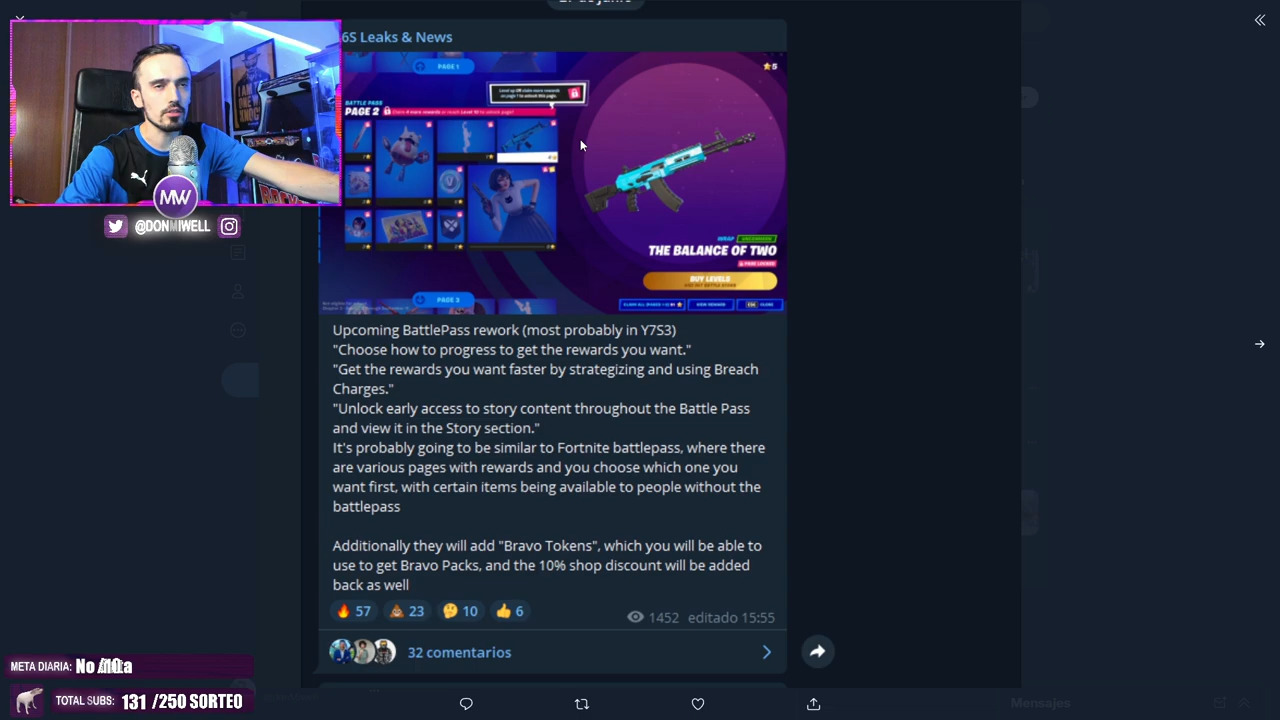 6S Leaks & News
PAGE 1
★5
BATTLE PASS
PAGE 2
WRAP
THE BALANCE OF TWO
BUY LEVELS
PAGE 3
I AM
ONE
KNOCKS
MW
@DONMIWELL
Upcoming BattlePass rework (most probably in Y7S3)
"Choose how to progress to get the rewards you want."
"Get the rewards you want faster by strategizing and using Breach
Charges."
"Unlock early access to story content throughout the Battle Pass
and view it in the Story section."
It's probably going to be similar to Fortnite battlepass, where there
are various pages with rewards and you choose which one you
want first, with certain items being available to people without the
battlepass
Additionally they will add "Bravo Tokens", which you will be able to
use to get Bravo Packs, and the 10% shop discount will be added
back as well
🔥 57 💩 23 🤔 10 👍 6
1452 editado 15:55
32 comentarios
META DIARIA:
TOTAL SUBS: 131 /250 SORTEO
Mensajes